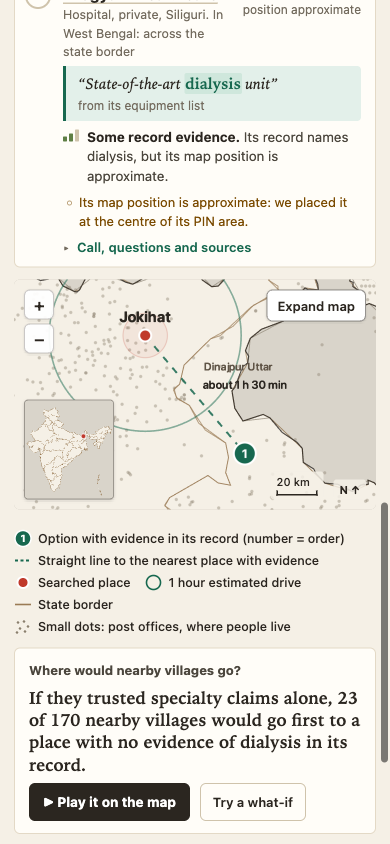 Hospital, private, Siliguri. In
West Bengal: across the
state border
position approximate
“State-of-the-art dialysis unit”
from its equipment list
Some record evidence. Its record names
dialysis, but its map position is
approximate.
Its map position is approximate: we placed it
at the centre of its PIN area.
Call, questions and sources
+
−
Expand map
Jokihat
Dinajpur Uttar
about 1 h 30 min
1
20 km
N ↑
1 Option with evidence in its record (number = order)
Straight line to the nearest place with evidence
Searched place
1 hour estimated drive
State border
Small dots: post offices, where people live
Where would nearby villages go?
If they trusted specialty claims alone, 23
of 170 nearby villages would go first to a
place with no evidence of dialysis in its
record.
Play it on the map
Try a what-if